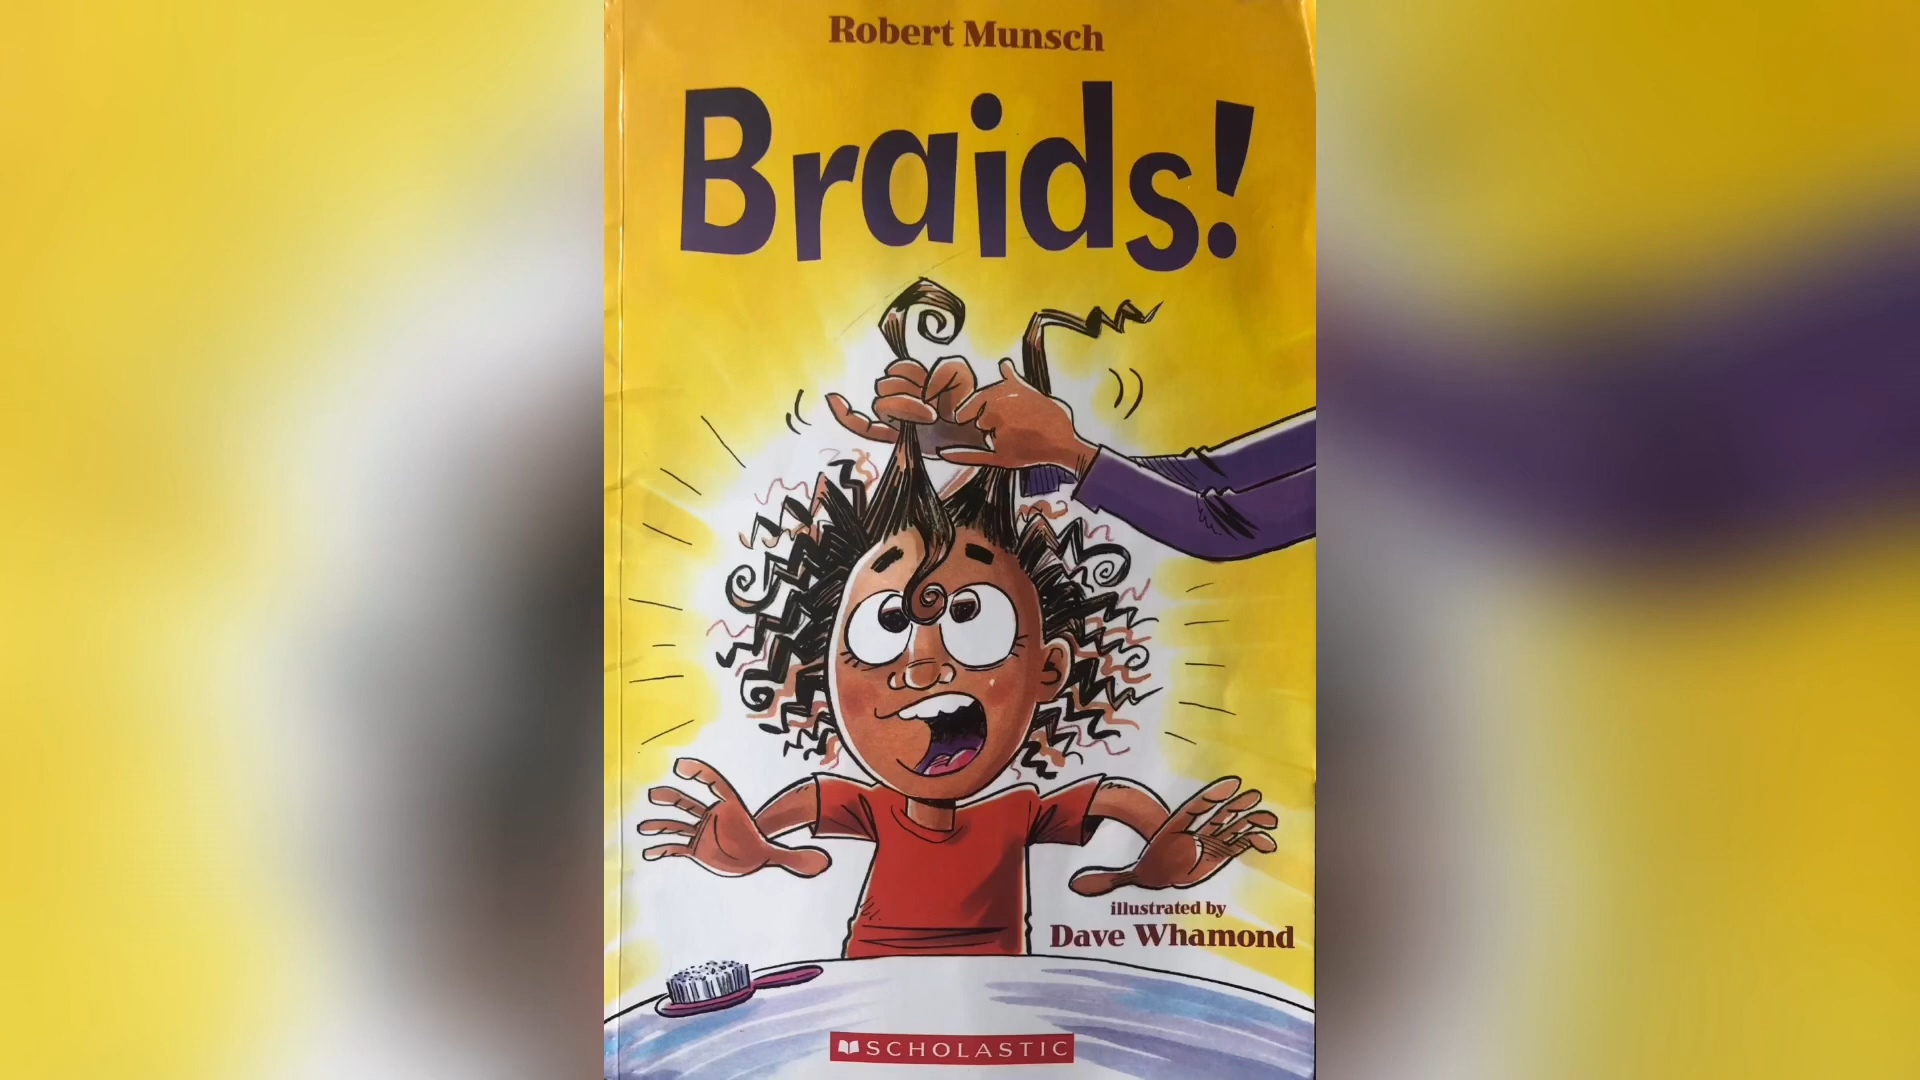 Robert Munsch
Braids!
illustrated by
Dave Whamond
SCHOLASTIC